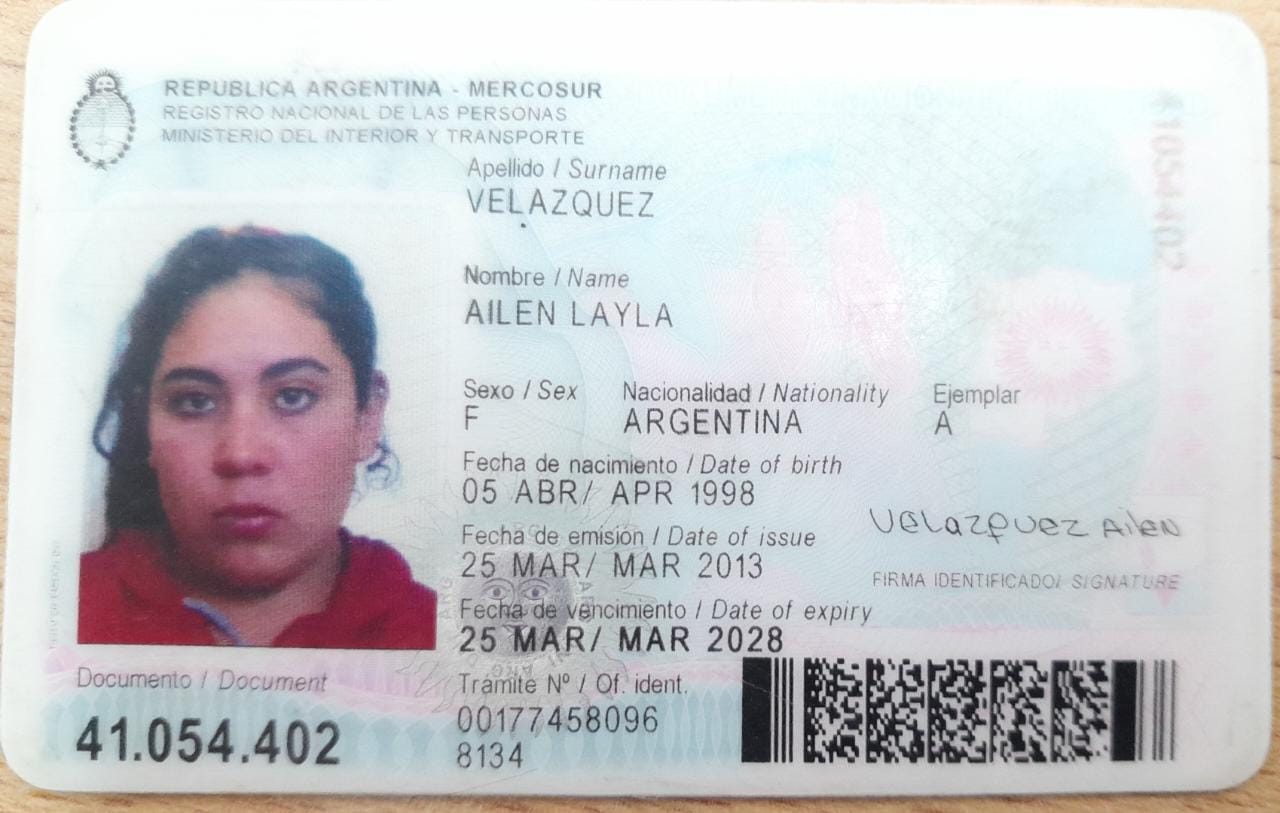 REPUBLICA ARGENTINA - MERCOSUR
REGISTRO NACIONAL DE LAS PERSONAS
MINISTERIO DEL INTERIOR Y TRANSPORTE
Apellido / Surname
VELAZQUEZ
Nombre / Name
AILEN LAYLA
Sexo / Sex Nacionalidad / Nationality Ejemplar
F ARGENTINA A
Fecha de nacimiento / Date of birth
05 ABR/ APR 1998
Fecha de emisión / Date of issue
25 MAR/ MAR 2013
Velazquez Ailen
FIRMA IDENTIFICADO/ SIGNATURE
Fecha de vencimiento / Date of expiry
25 MAR/ MAR 2028
Documento / Document
41.054.402
Trámite Nº / Of. ident.
00177458096
8134
41054402